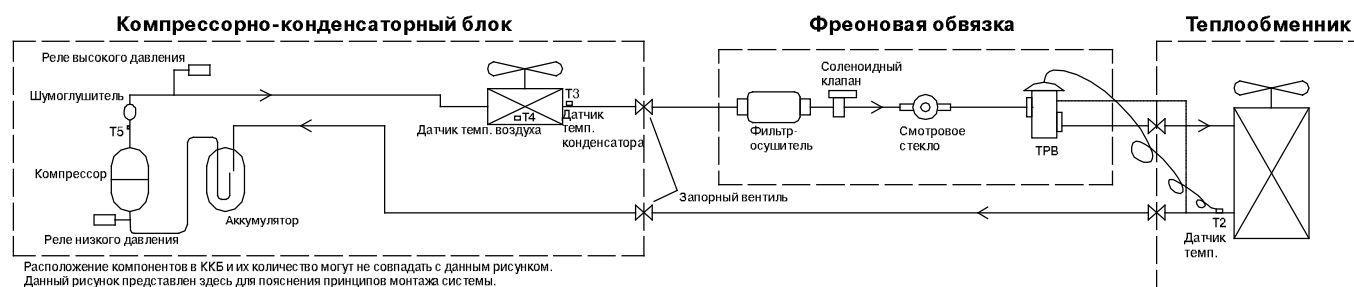 Компрессорно-конденсаторный блок
Фреоновая обвязка
Теплообменник
Реле высокого давления
Шумоглушитель
T5
Компрессор
Реле низкого давления
Аккумулятор
T3
T4
Датчик темп. воздуха
Датчик
темп.
конденсатора
Запорный вентиль
Фильтр-
осушитель
Соленоидный
клапан
Смотровое
стекло
ТРВ
T2
Датчик
темп.
Расположение компонентов в ККБ и их количество могут не совпадать с данным рисунком.
Данный рисунок представлен здесь для пояснения принципов монтажа системы.